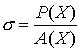 σ = P(X) / A(X)